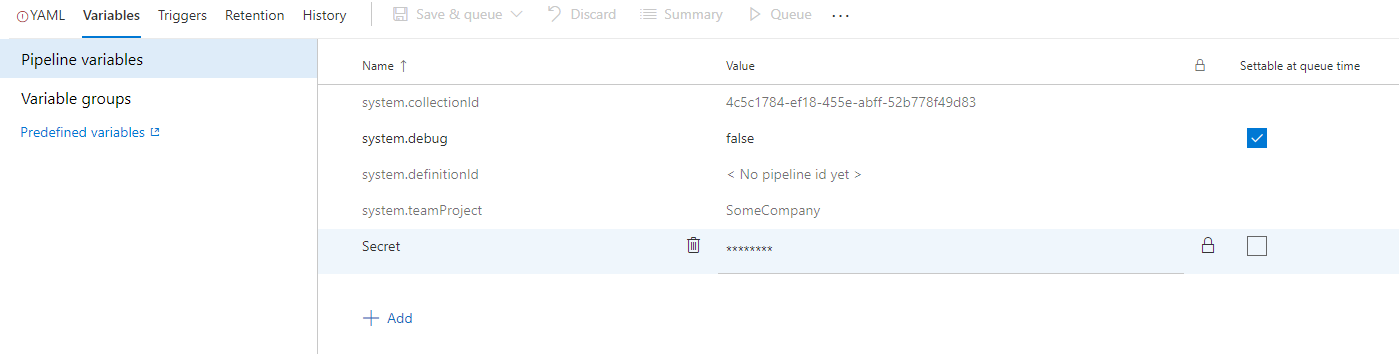 YAML Variables Triggers Retention History Save & queue Discard Summary Queue ...
Pipeline variables
Variable groups
Predefined variables
Name ↑ Value Settable at queue time
system.collectionId 4c5c1784-ef18-455e-abff-52b778f49d83
system.debug false
system.definitionId < No pipeline id yet >
system.teamProject SomeCompany
Secret ********
+ Add